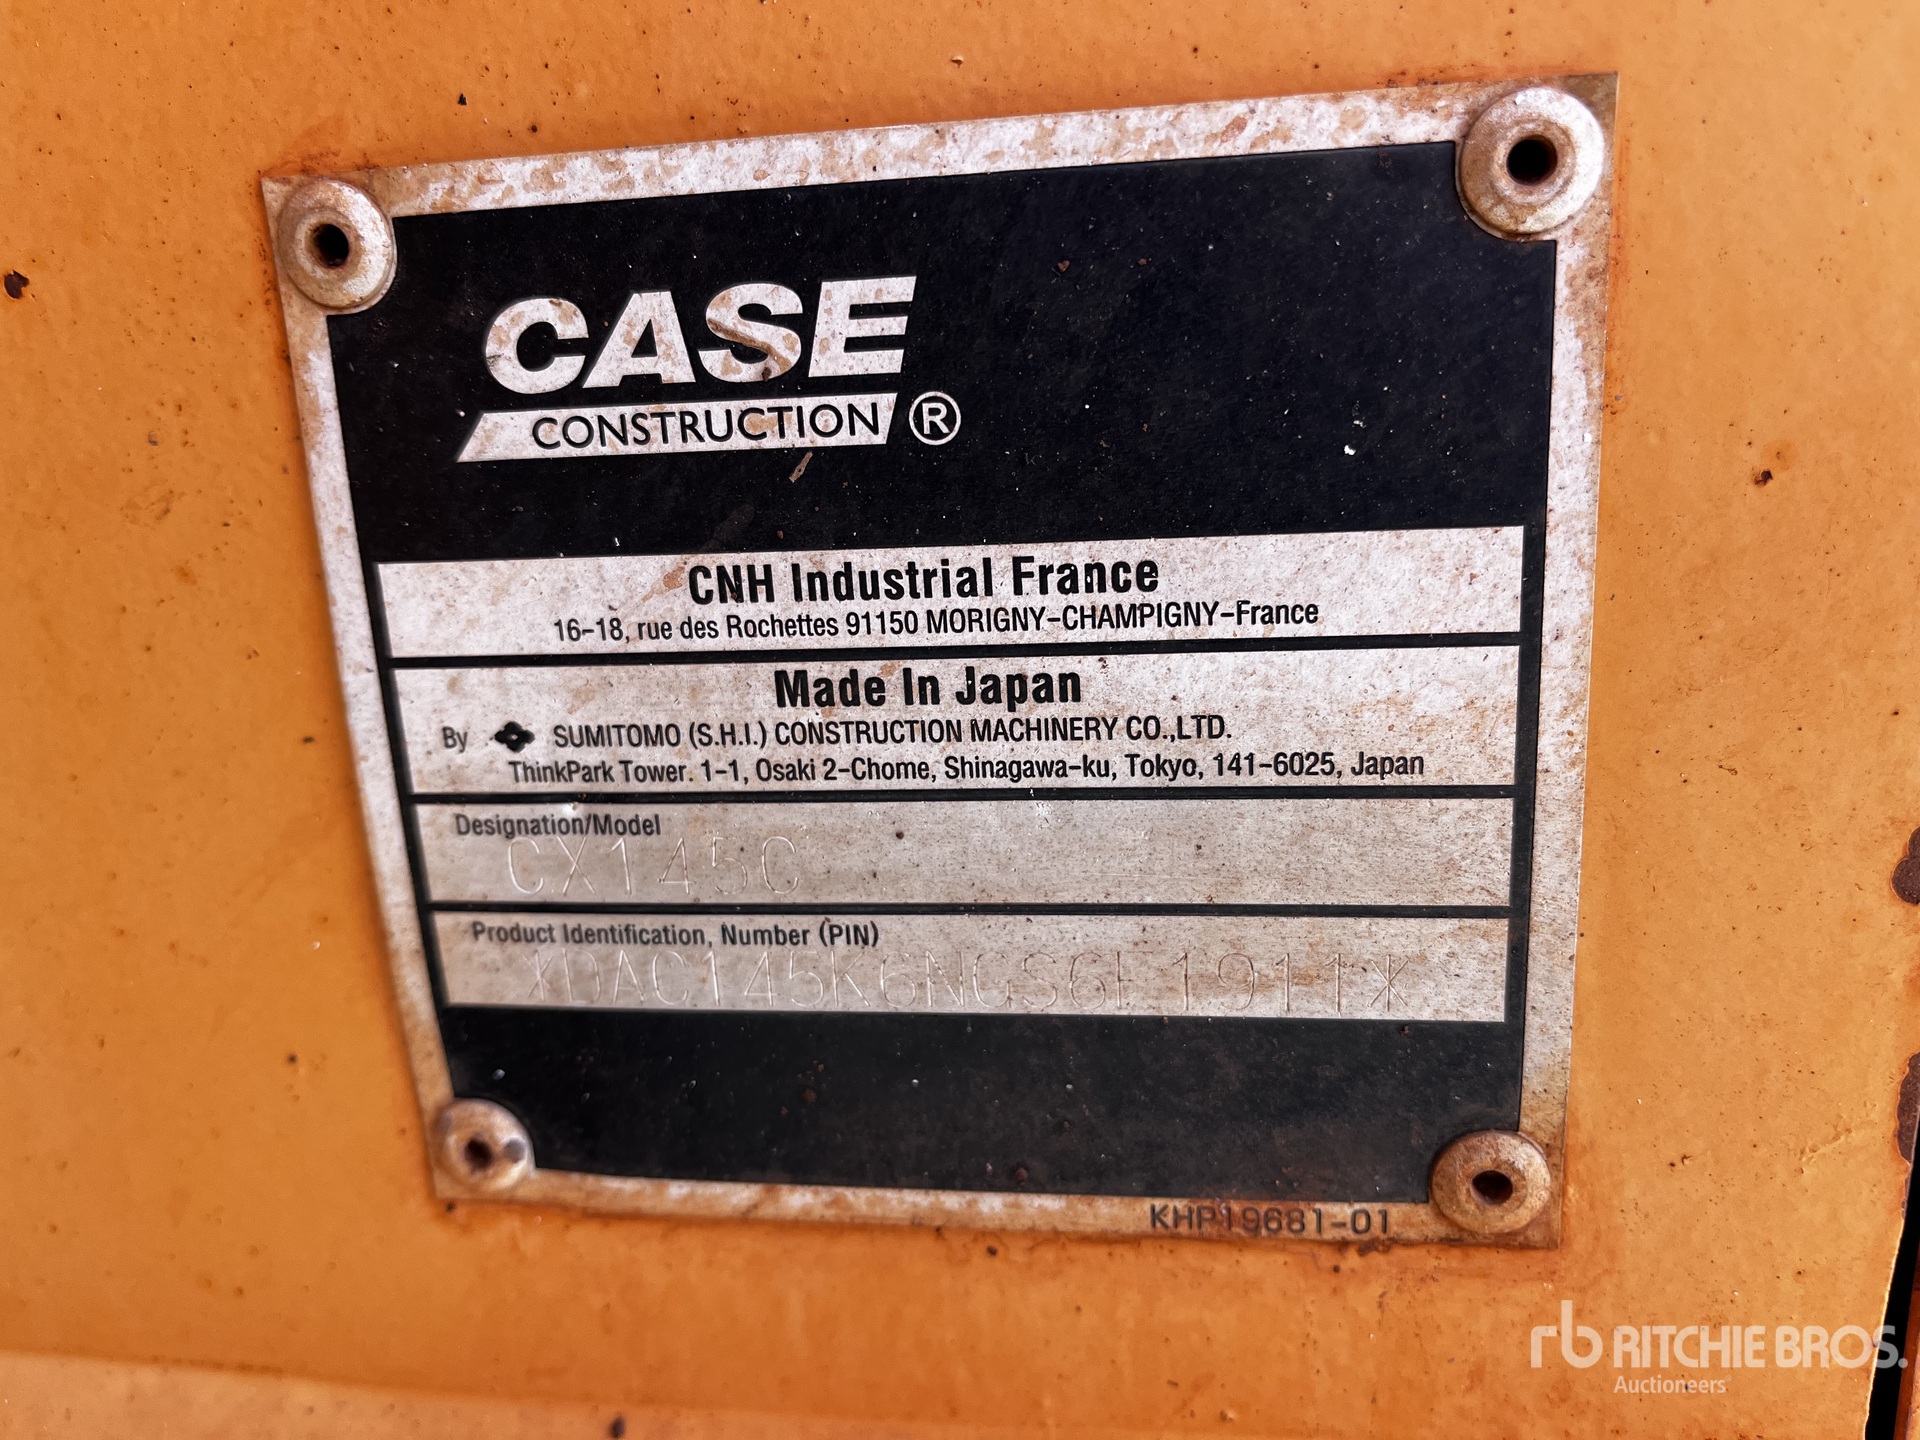 CASE
CONSTRUCTION ®
CNH Industrial France
16-18, rue des Rochettes 91150 MORIGNY-CHAMPIGNY-France
Made In Japan
By SUMITOMO (S.H.I.) CONSTRUCTION MACHINERY CO.,LTD.
ThinkPark Tower. 1-1, Osaki 2-Chome, Shinagawa-ku, Tokyo, 141-6025, Japan
Designation/Model
CX145C
Product Identification, Number (PIN)
*DAC145K6NGS6F1911*
KHP19681-01
rb RITCHIE BROS.
Auctioneers